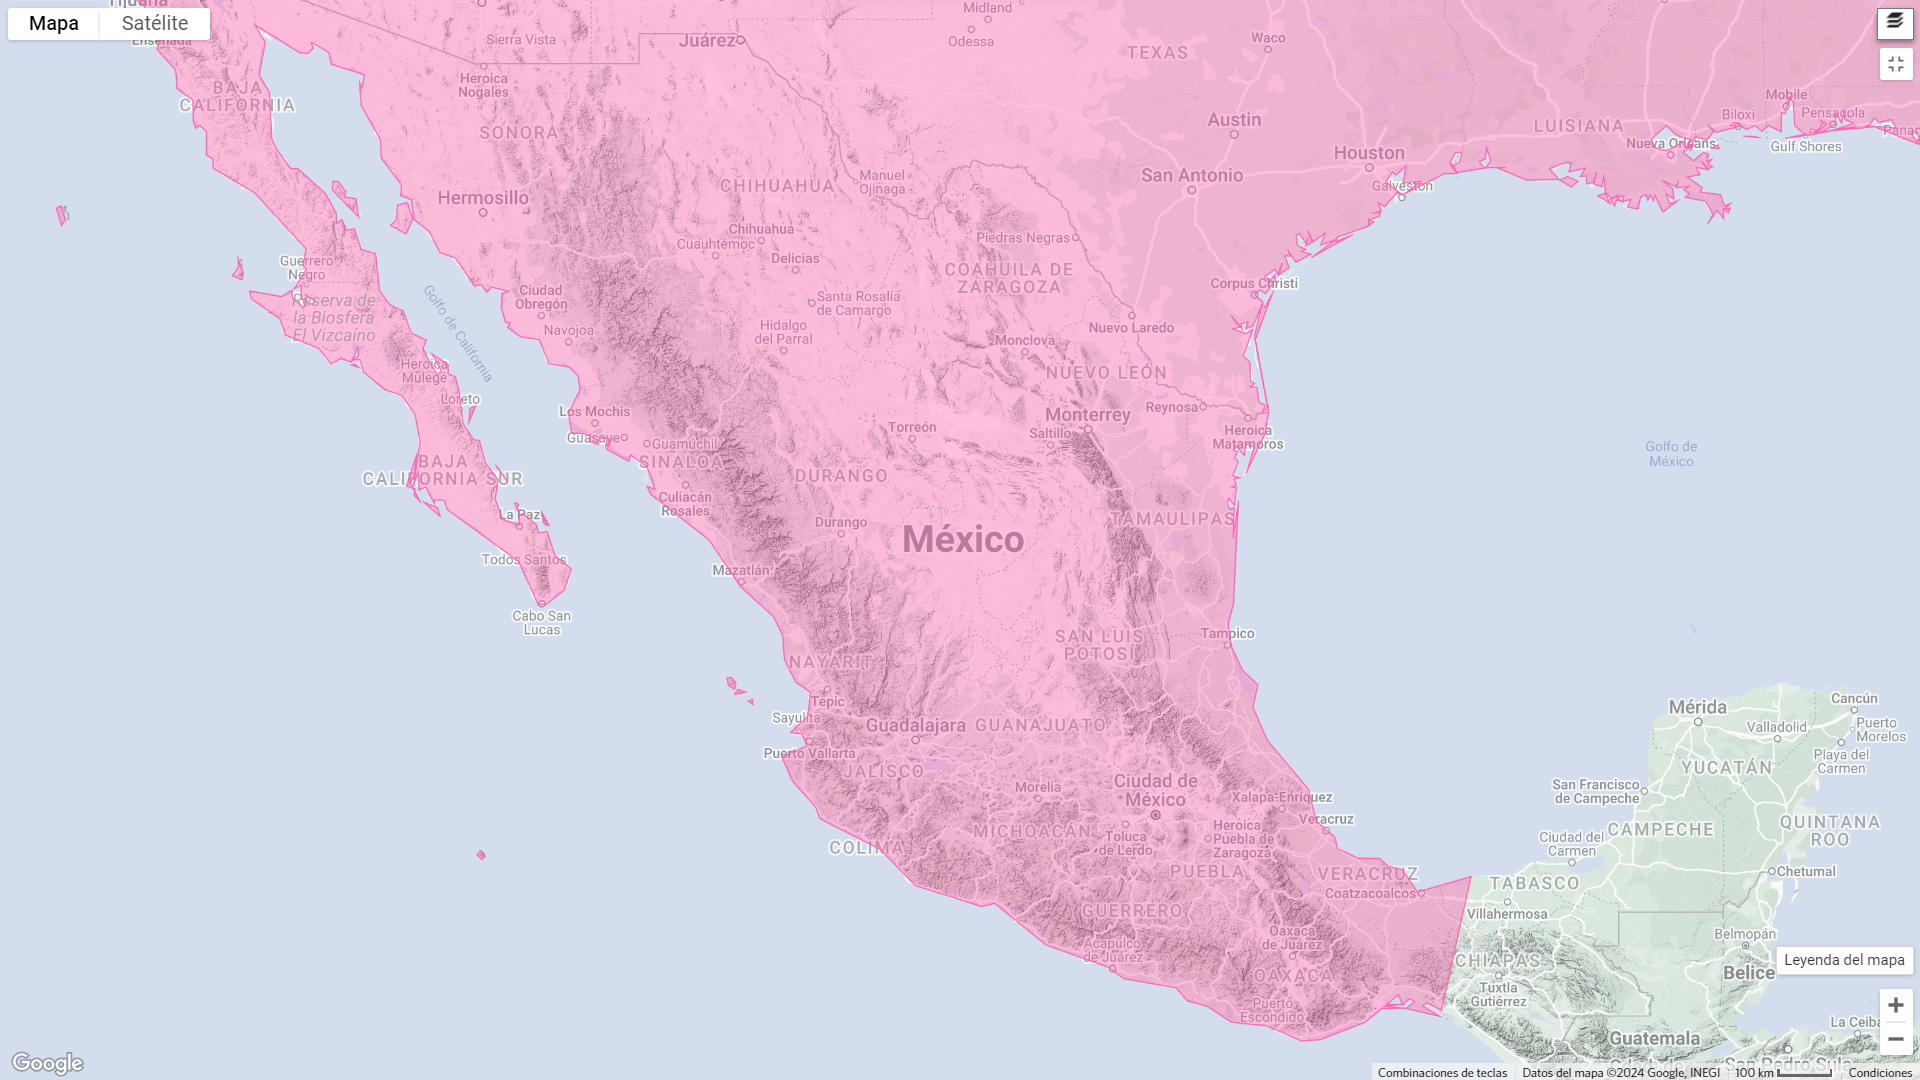 Tijuana
Mapa
Satélite
Ensenada
Sierra Vista
Juárez
Midland
Odessa
TEXAS
Waco
Heroica
Nogales
BAJA
CALIFORNIA
SONORA
Austin
LUISIANA
Mobile
Biloxi
Pensacola
Nueva Orleans
Gulf Shores
Houston
Galveston
San Antonio
CHIHUAHUA
Manuel
Ojinaga
Hermosillo
Chihuahua
Cuauhtémoc
Delicias
Piedras Negras
Guerrero
Negro
COAHUILA DE
ZARAGOZA
Corpus Christi
Reserva de
la Biosfera
El Vizcaíno
Golfo de California
Ciudad
Obregón
Navojoa
Santa Rosalía
de Camargo
Hidalgo
del Parral
Nuevo Laredo
Monclova
Heroica
Mulegé
NUEVO LEÓN
Loreto
Los Mochis
Guasave
Guamúchil
Torreón
Monterrey
Saltillo
Reynosa
Heroica
Matamoros
Golfo de
México
BAJA
CALIFORNIA SUR
SINALOA
DURANGO
Culiacán
Rosales
La Paz
Durango
México
TAMAULIPAS
Todos Santos
Mazatlán
Cabo San
Lucas
SAN LUIS
POTOSÍ
Tampico
NAYARIT
Tepic
Sayulita
Guadalajara
GUANAJUATO
Puerto Vallarta
JALISCO
Morelia
Ciudad de
México
Xalapa-Enríquez
Veracruz
COLIMA
MICHOACÁN
Toluca
de Lerdo
Heroica
Puebla de
Zaragoza
PUEBLA
VERACRUZ
Coatzacoalcos
GUERRERO
Acapulco
de Juárez
Oaxaca
de Juárez
OAXACA
Puerto
Escondido
Mérida
Cancún
Valladolid
Puerto
Morelos
Playa del
Carmen
YUCATÁN
San Francisco
de Campeche
Ciudad del
Carmen
CAMPECHE
QUINTANA
ROO
Chetumal
TABASCO
Villahermosa
Belmopán
Belice
CHIAPAS
Tuxtla
Gutiérrez
Leyenda del mapa
La Ceiba
Guatemala
San Pedro Sula
Google
Combinaciones de teclas
Datos del mapa ©2024 Google, INEGI
100 km
Condiciones